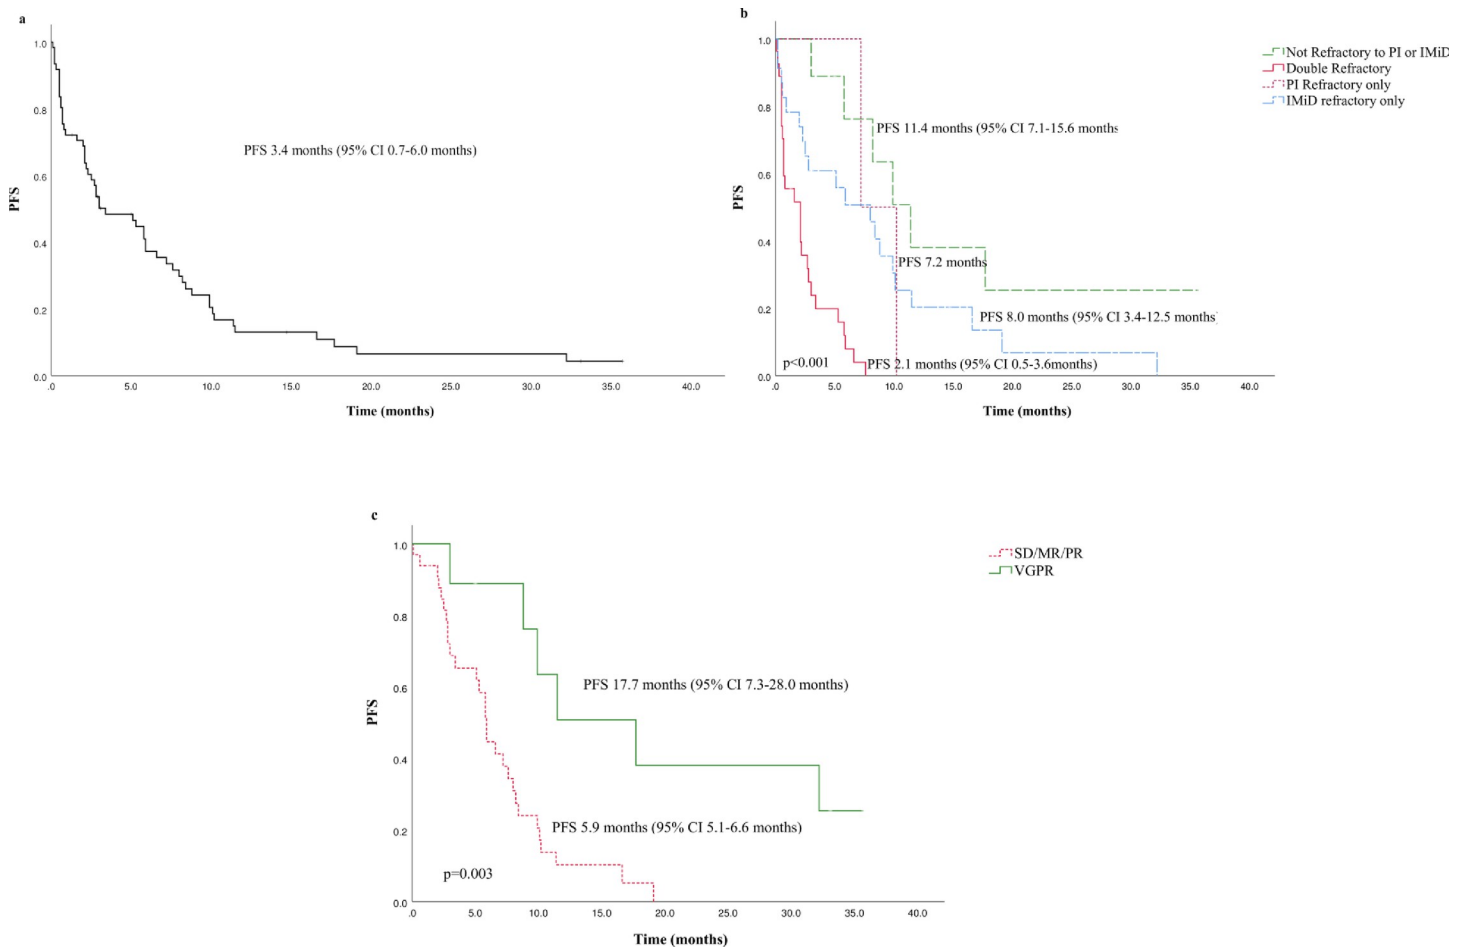 a
1.0
0.8
0.6
0.4
0.2
0.0
PFS
PFS 3.4 months (95% CI 0.7-6.0 months)
.0 5.0 10.0 15.0 20.0 25.0 30.0 35.0 40.0
Time (months)
b
1.0
0.8
0.6
0.4
0.2
0.0
PFS
Not Refractory to PI or IMiD
Double Refractory
PI Refractory only
IMiD refractory only
PFS 11.4 months (95% CI 7.1-15.6 months
PFS 7.2 months
PFS 8.0 months (95% CI 3.4-12.5 months
p<0.001
PFS 2.1 months (95% CI 0.5-3.6months)
.0 5.0 10.0 15.0 20.0 25.0 30.0 35.0 40.0
Time (months)
c
1.0
0.8
0.6
0.4
0.2
0.0
PFS
SD/MR/PR
VGPR
PFS 17.7 months (95% CI 7.3-28.0 months)
PFS 5.9 months (95% CI 5.1-6.6 months)
p=0.003
.0 5.0 10.0 15.0 20.0 25.0 30.0 35.0 40.0
Time (months)